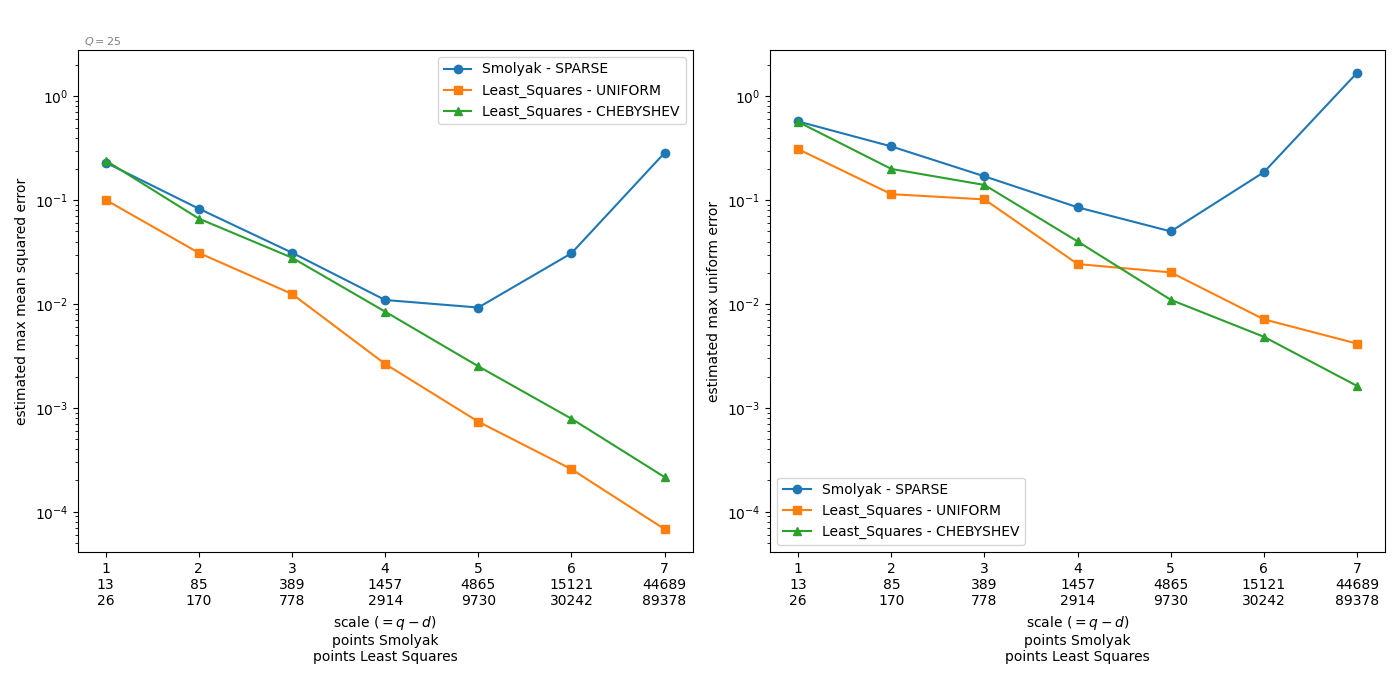 Q = 25
Smolyak - SPARSE
Least_Squares - UNIFORM
Least_Squares - CHEBYSHEV
estimated max mean squared error
10⁰
10⁻¹
10⁻²
10⁻³
10⁻⁴
1 2 3 4 5 6 7
13 85 389 1457 4865 15121 44689
26 170 778 2914 9730 30242 89378
scale (= q − d)
points Smolyak
points Least Squares
estimated max uniform error
10⁰
10⁻¹
10⁻²
10⁻³
10⁻⁴
Smolyak - SPARSE
Least_Squares - UNIFORM
Least_Squares - CHEBYSHEV
1 2 3 4 5 6 7
13 85 389 1457 4865 15121 44689
26 170 778 2914 9730 30242 89378
scale (= q − d)
points Smolyak
points Least Squares